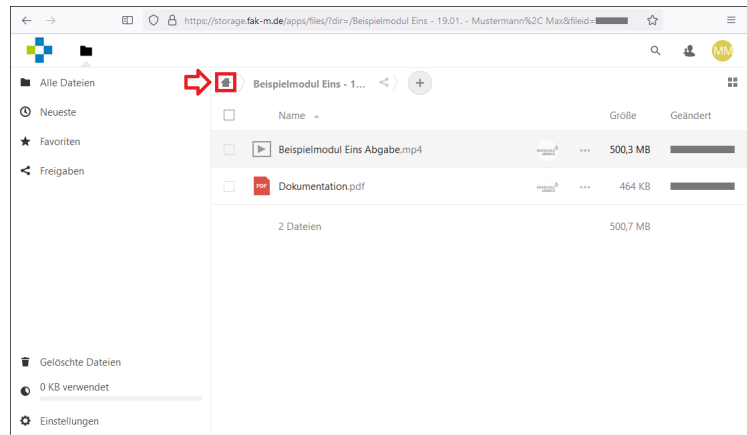 https://storage.fak-m.de/apps/files/?dir=/Beispielmodul Eins - 19.01. - Mustermann%2C Max&fileid=
MM
Alle Dateien
Beispielmodul Eins - 1...
Neueste
Name
Größe
Geändert
Favoriten
Beispielmodul Eins Abgabe.mp4
500,3 MB
Freigaben
PDF
Dokumentation.pdf
464 KB
2 Dateien
500,7 MB
Gelöschte Dateien
0 KB verwendet
Einstellungen